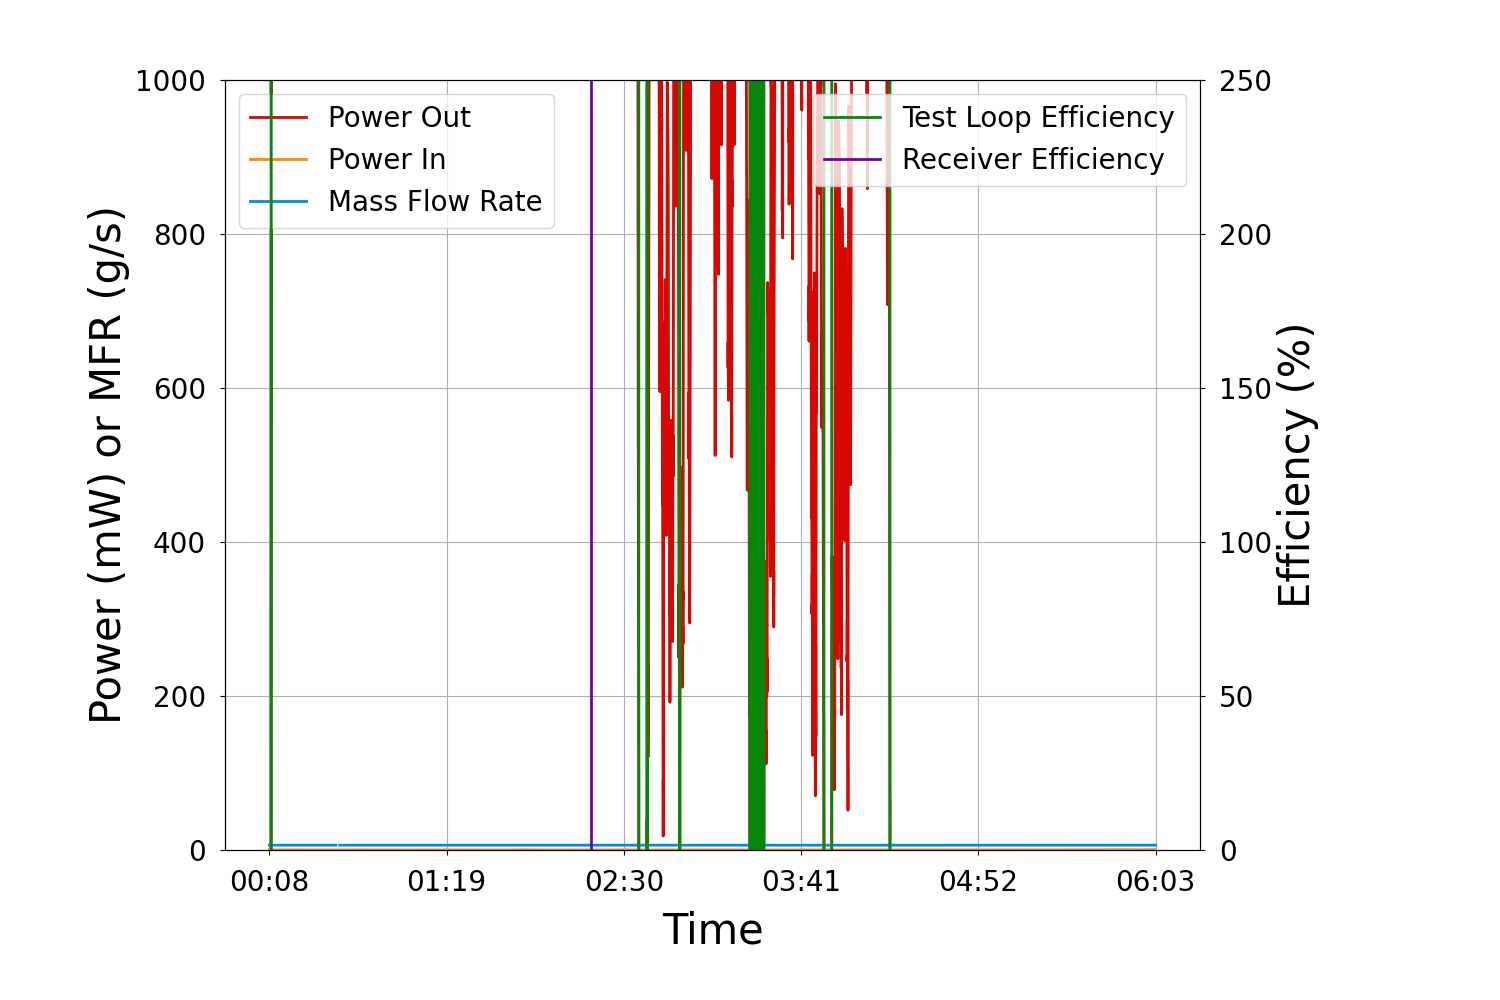 1000
800
600
400
200
0
250
200
150
100
50
0
Power Out
Power In
Mass Flow Rate
Test Loop Efficiency
Receiver Efficiency
Power (mW) or MFR (g/s)
Efficiency (%)
00:08 01:19 02:30 03:41 04:52 06:03
Time